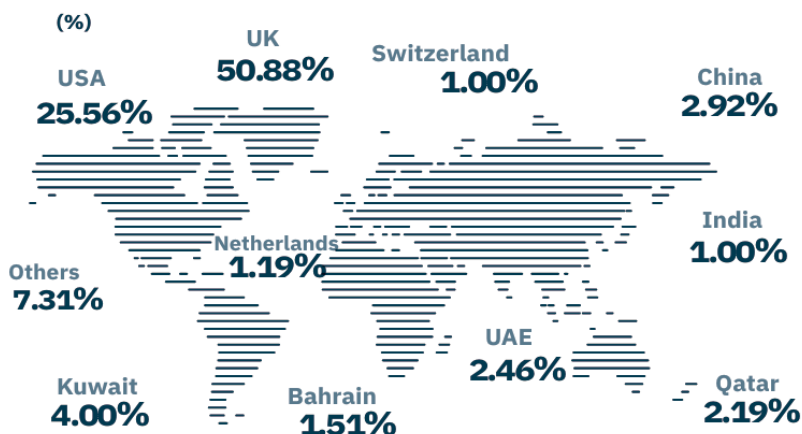 (%)
UK
50.88%
Switzerland
1.00%
USA
25.56%
China
2.92%
India
1.00%
Netherlands
1.19%
Others
7.31%
UAE
2.46%
Kuwait
4.00%
Bahrain
1.51%
Qatar
2.19%